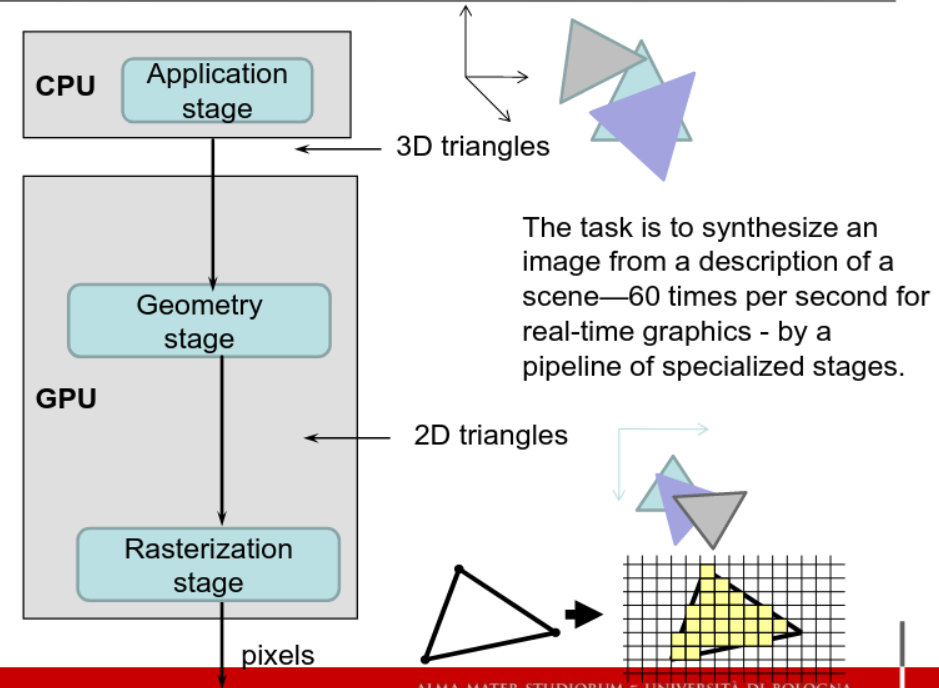 CPU
Application
stage
3D triangles
The task is to synthesize an
image from a description of a
scene—60 times per second for
real-time graphics - by a
pipeline of specialized stages.
Geometry
stage
GPU
2D triangles
Rasterization
stage
pixels
ALMA MATER STUDIORUM - UNIVERSITÀ DI BOLOGNA